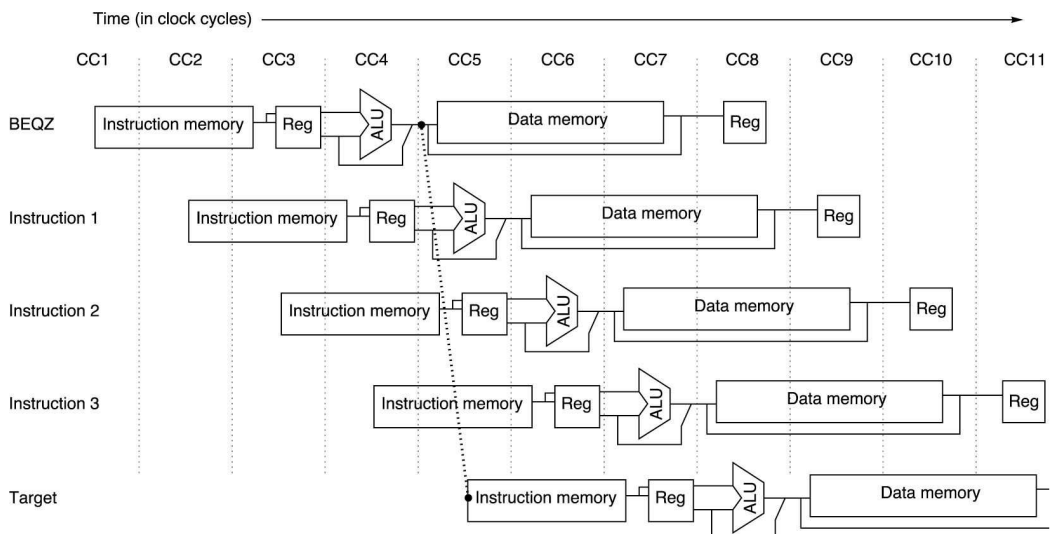 Time (in clock cycles)
CC1 CC2 CC3 CC4 CC5 CC6 CC7 CC8 CC9 CC10 CC11
BEQZ Instruction memory Reg ALU Data memory Reg
Instruction 1 Instruction memory Reg ALU Data memory Reg
Instruction 2 Instruction memory Reg ALU Data memory Reg
Instruction 3 Instruction memory Reg ALU Data memory Reg
Target Instruction memory Reg ALU Data memory